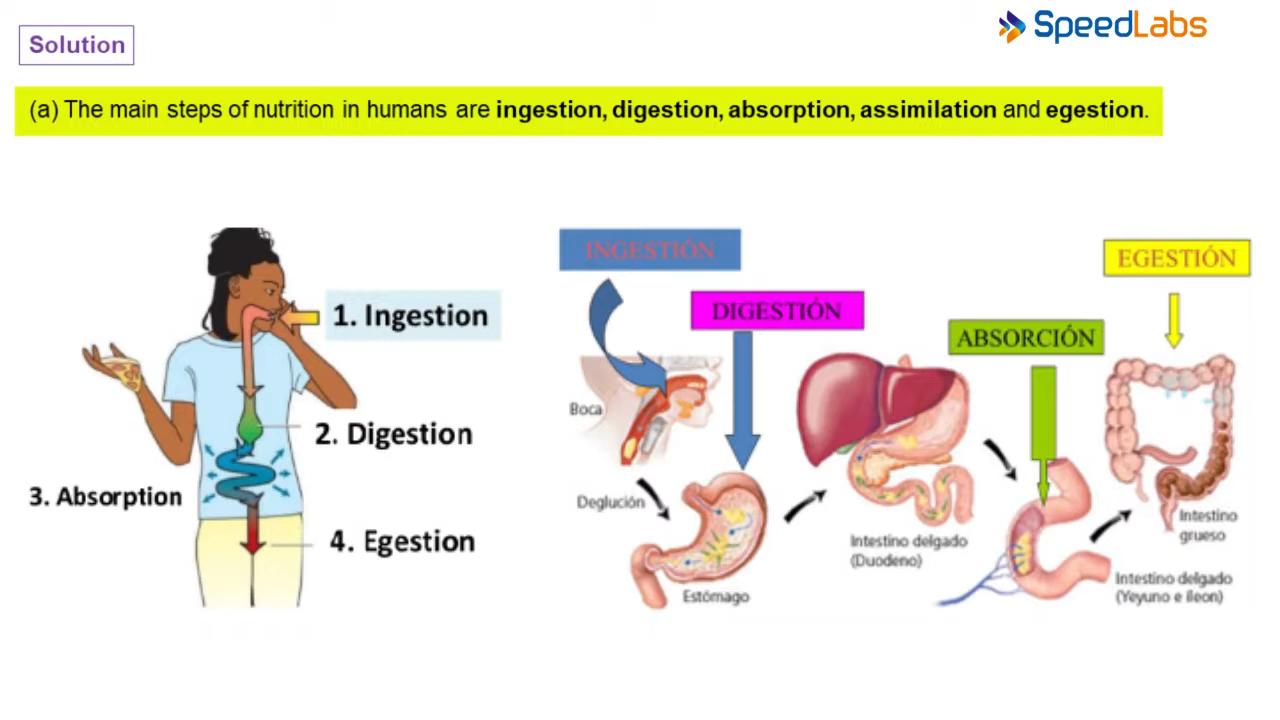 Solution
SpeedLabs
(a) The main steps of nutrition in humans are ingestion, digestion, absorption, assimilation and egestion.
1. Ingestion
2. Digestion
3. Absorption
4. Egestion
INGESTIÓN
DIGESTIÓN
ABSORCIÓN
EGESTIÓN
Boca
Deglución
Estómago
Intestino delgado
(Duodeno)
Intestino delgado
(Yeyuno e íleon)
Intestino
grueso